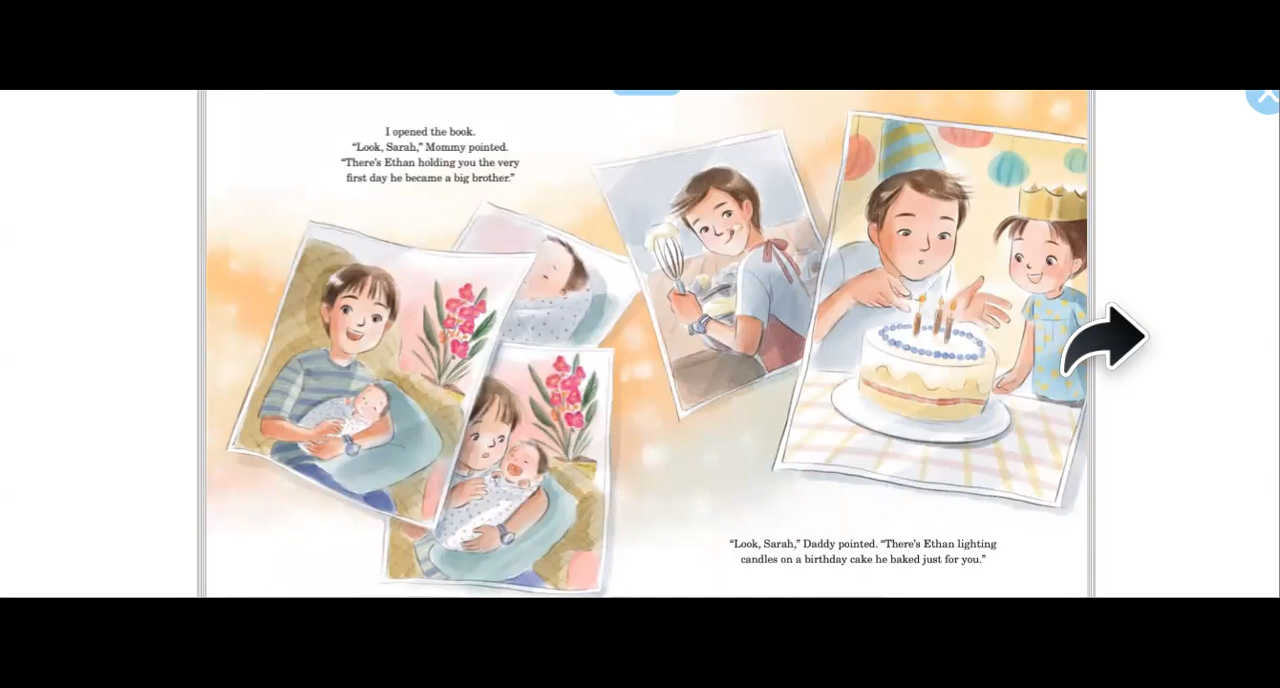 I opened the book.
“Look, Sarah,” Mommy pointed.
“There’s Ethan holding you the very
first day he became a big brother.”
“Look, Sarah,” Daddy pointed. “There’s Ethan lighting
candles on a birthday cake he baked just for you.”